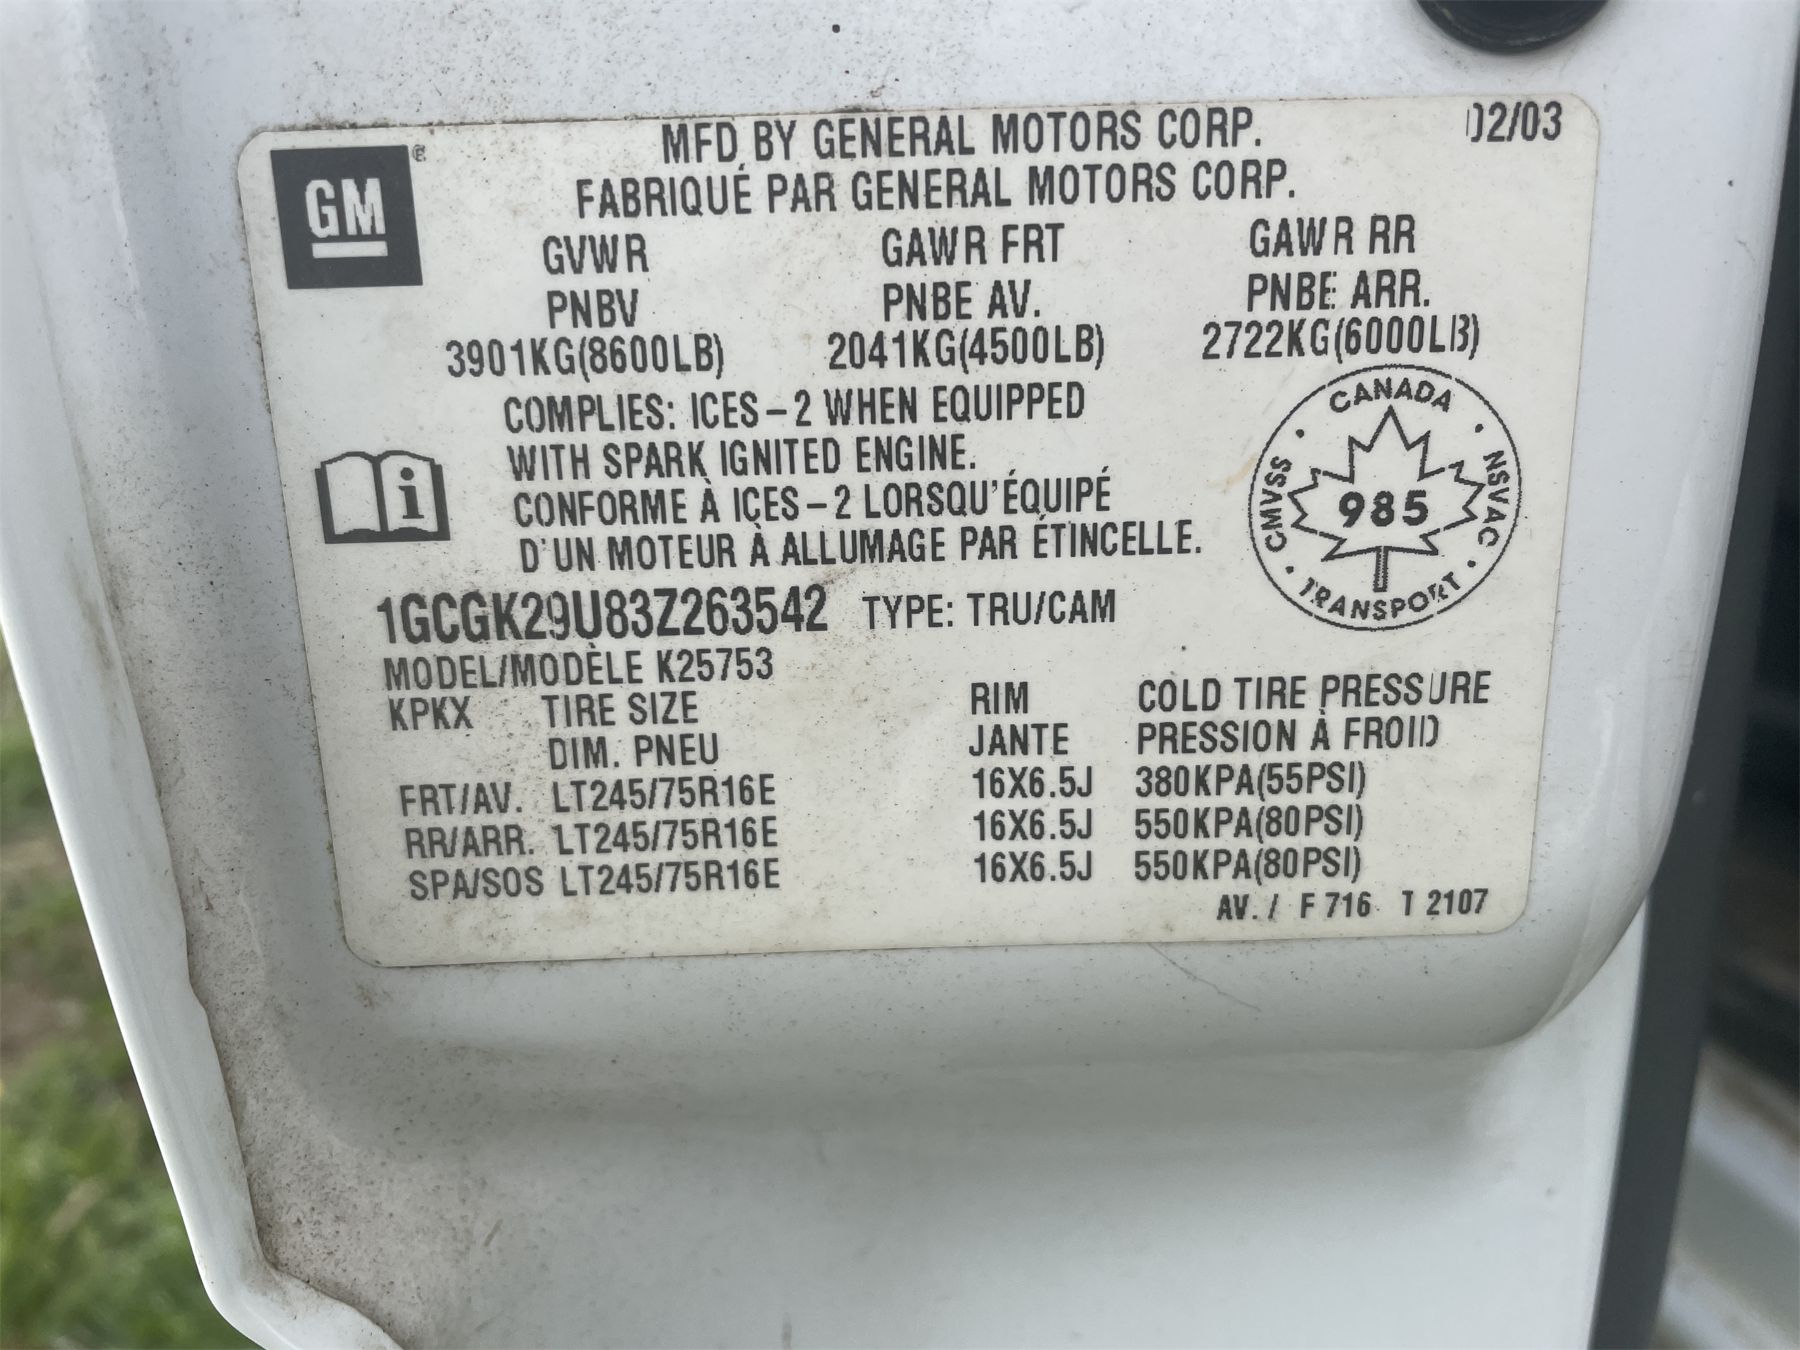 MFD BY GENERAL MOTORS CORP. 02/03
FABRIQUÉ PAR GENERAL MOTORS CORP.
GM®
GVWR GAWR FRT GAWR RR
PNBV PNBE AV. PNBE ARR.
3901KG(8600LB) 2041KG(4500LB) 2722KG(6000LB)
COMPLIES: ICES-2 WHEN EQUIPPED
WITH SPARK IGNITED ENGINE.
CONFORME À ICES-2 LORSQU'ÉQUIPÉ
D'UN MOTEUR À ALLUMAGE PAR ÉTINCELLE.
i
CANADA
CMVSS 985 NSVAC
TRANSPORT
1GCGK29U83Z263542 TYPE: TRU/CAM
MODEL/MODÈLE K25753
KPKX TIRE SIZE RIM COLD TIRE PRESSURE
DIM. PNEU JANTE PRESSION À FROID
FRT/AV. LT245/75R16E 16X6.5J 380KPA(55PSI)
RR/ARR. LT245/75R16E 16X6.5J 550KPA(80PSI)
SPA/SOS LT245/75R16E 16X6.5J 550KPA(80PSI)
AV. / F 716 T 2107